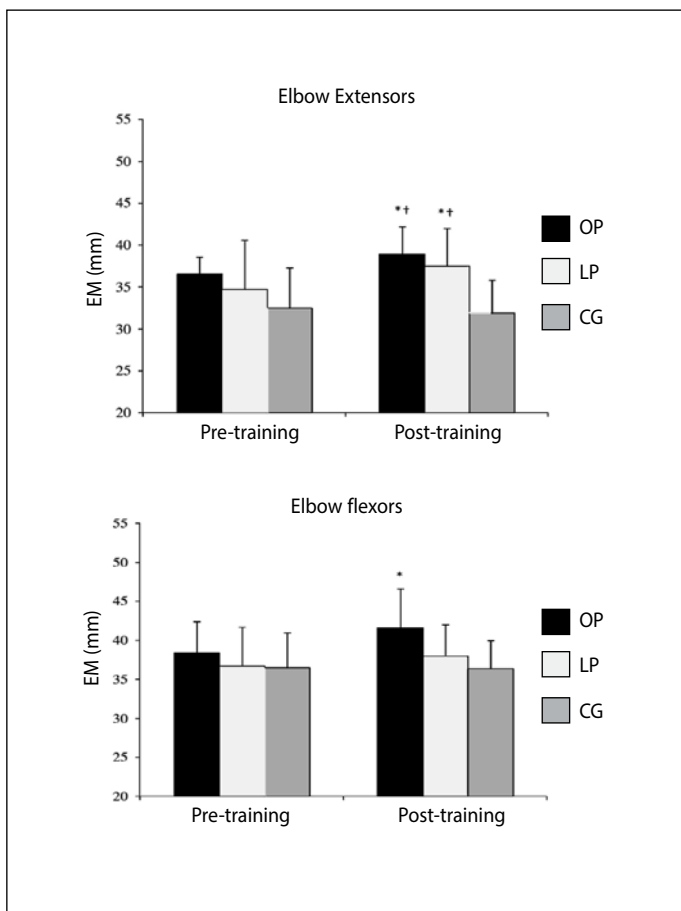 Elbow Extensors
55
50
45
40
35
30
25
20
EM (mm)
*† *†
Pre-training Post-training
OP
LP
CG
Elbow flexors
55
50
45
40
35
30
25
20
EM (mm)
*
Pre-training Post-training
OP
LP
CG